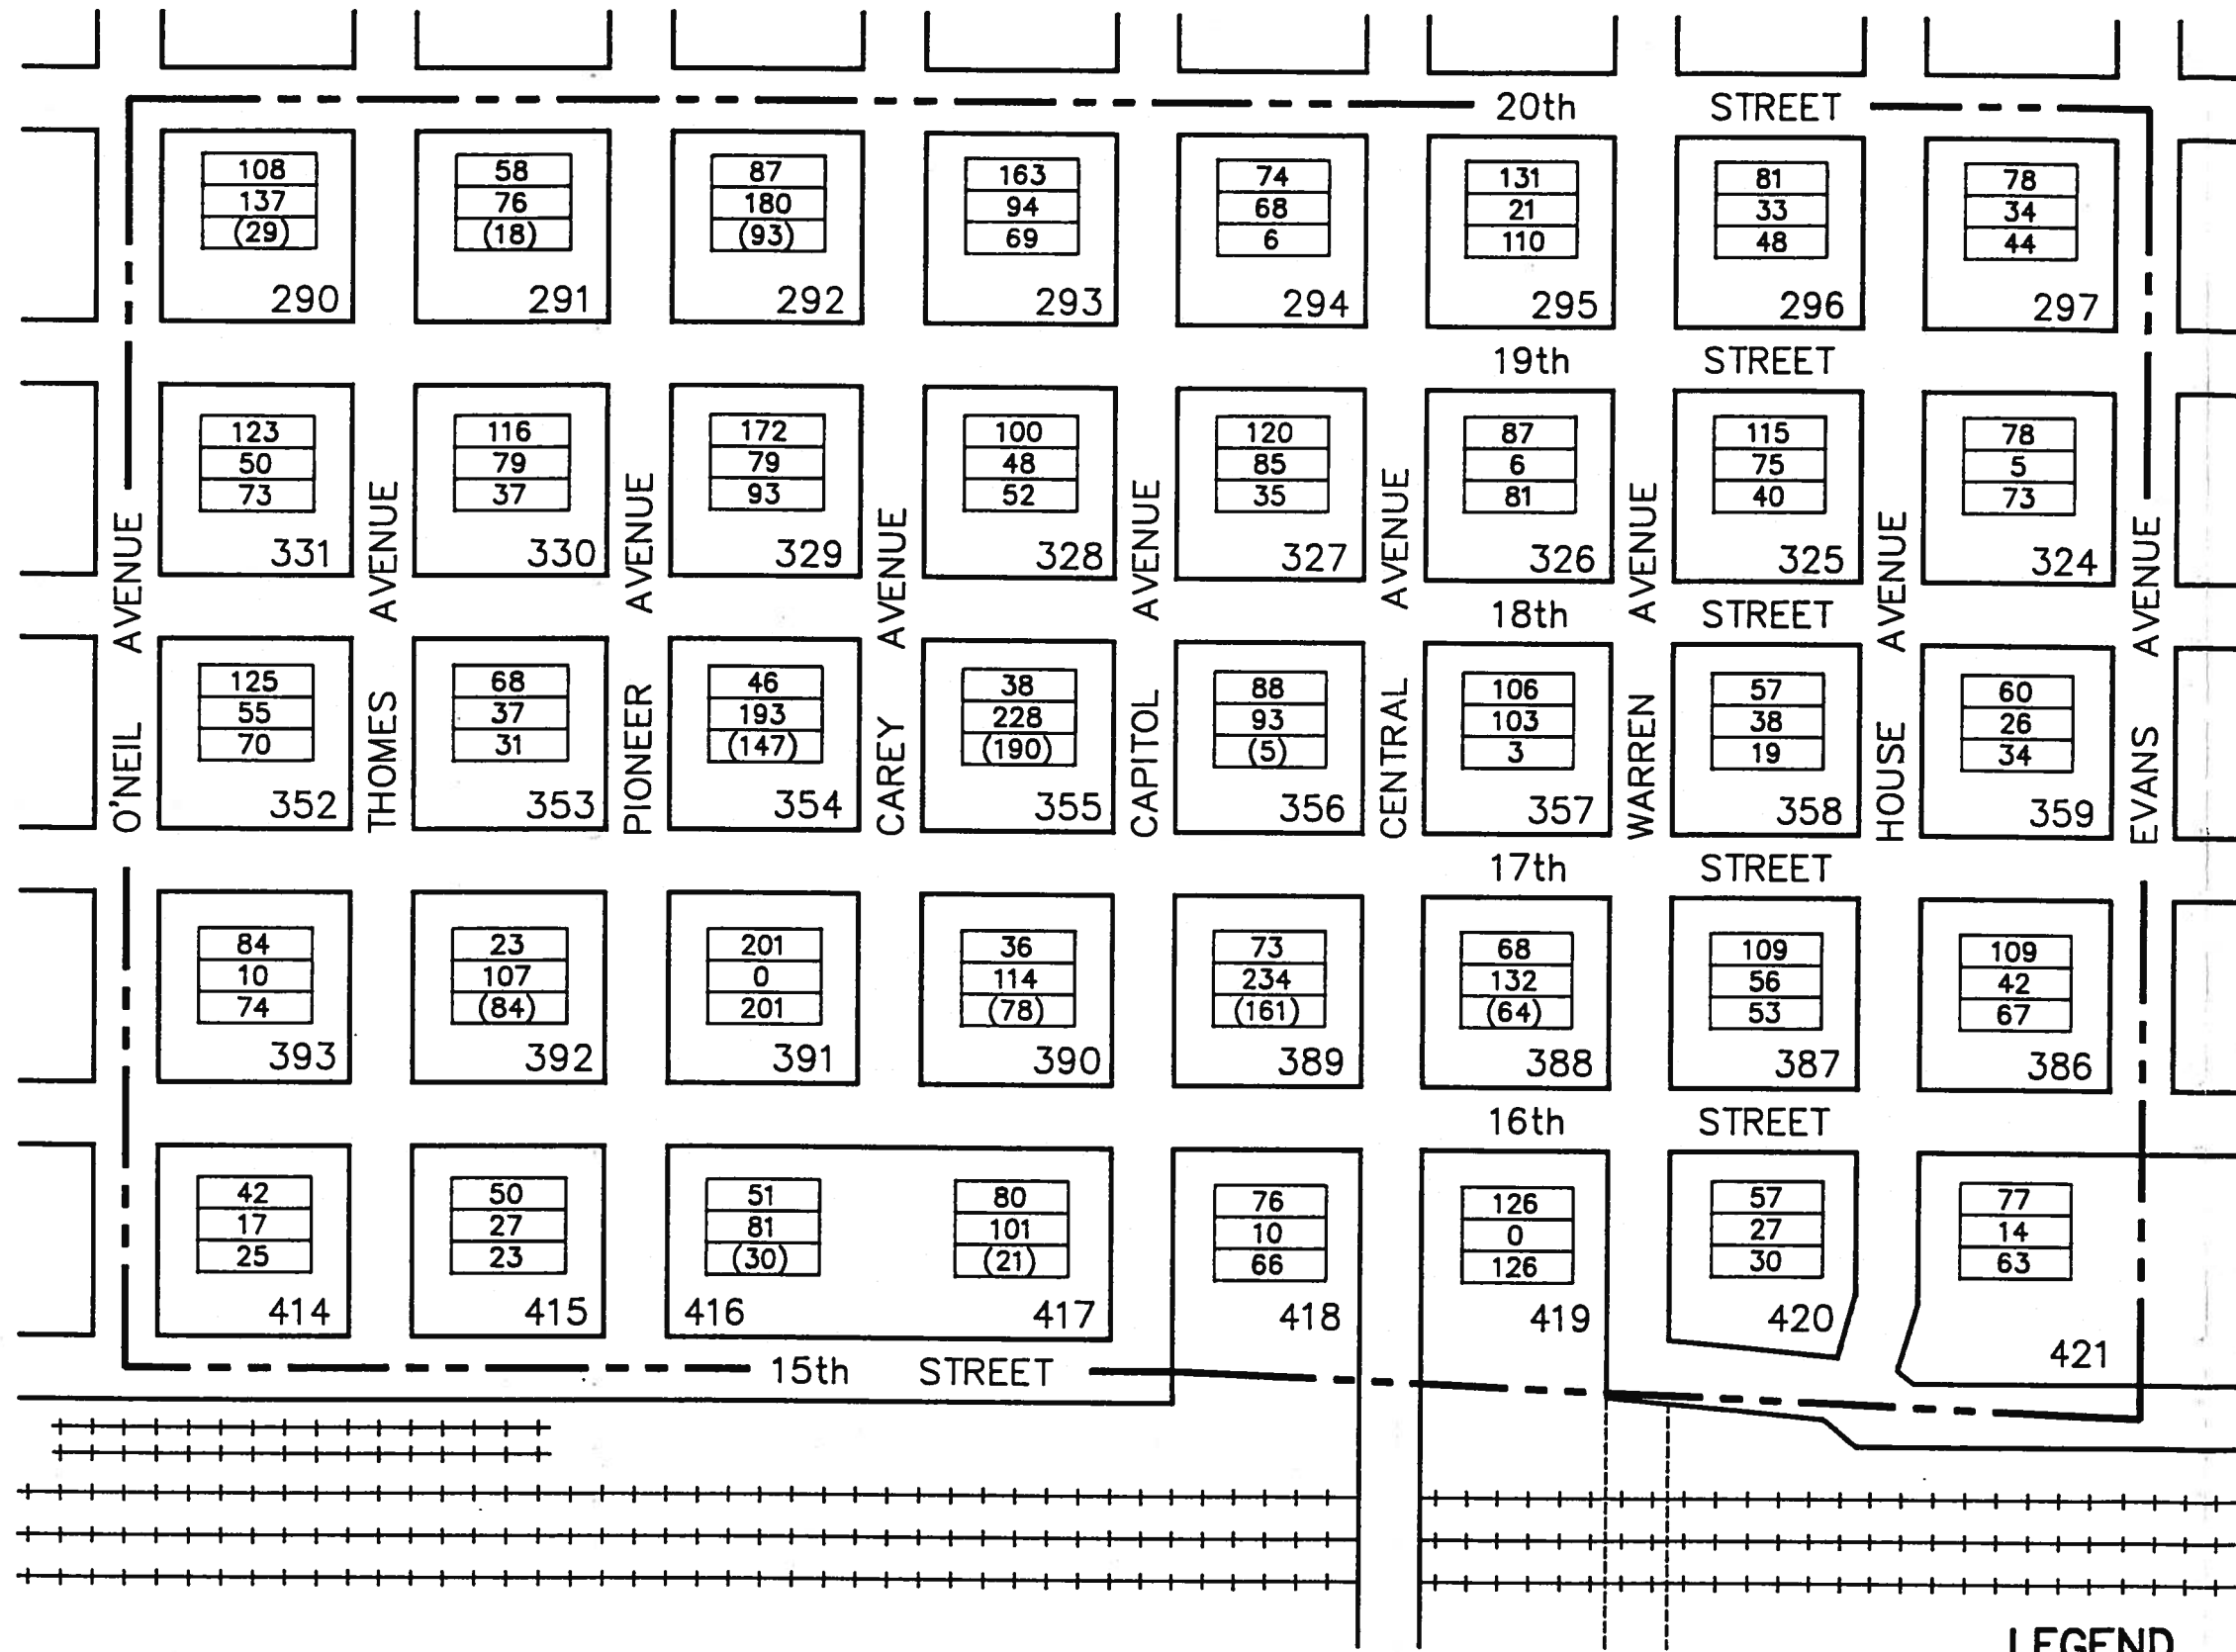 20th STREET
108 58 87 163 74 131 81 78
137 76 180 94 68 21 33 34
(29) (18) (93) 69 6 110 48 44
290 291 292 293 294 295 296 297
19th STREET
123 116 172 100 120 87 115 78
50 79 79 48 85 6 75 5
73 37 93 52 35 81 40 73
331 330 329 328 327 326 325 324
18th STREET
125 68 46 38 88 106 57 60
55 37 193 228 93 103 38 26
70 31 (147) (190) (5) 3 19 34
352 353 354 355 356 357 358 359
O'NEIL AVENUE
THOMES AVENUE
PIONEER AVENUE
CAREY AVENUE
CAPITOL AVENUE
CENTRAL AVENUE
WARREN AVENUE
HOUSE AVENUE
EVANS AVENUE
17th STREET
84 23 201 36 73 68 109 109
10 107 0 114 234 132 56 42
74 (84) 201 (78) (161) (64) 53 67
393 392 391 390 389 388 387 386
16th STREET
42 50 51 80 76 126 57 77
17 27 81 101 10 0 27 14
25 23 (30) (21) 66 126 30 63
414 415 416 417 418 419 420 421
15th STREET
LEGEND